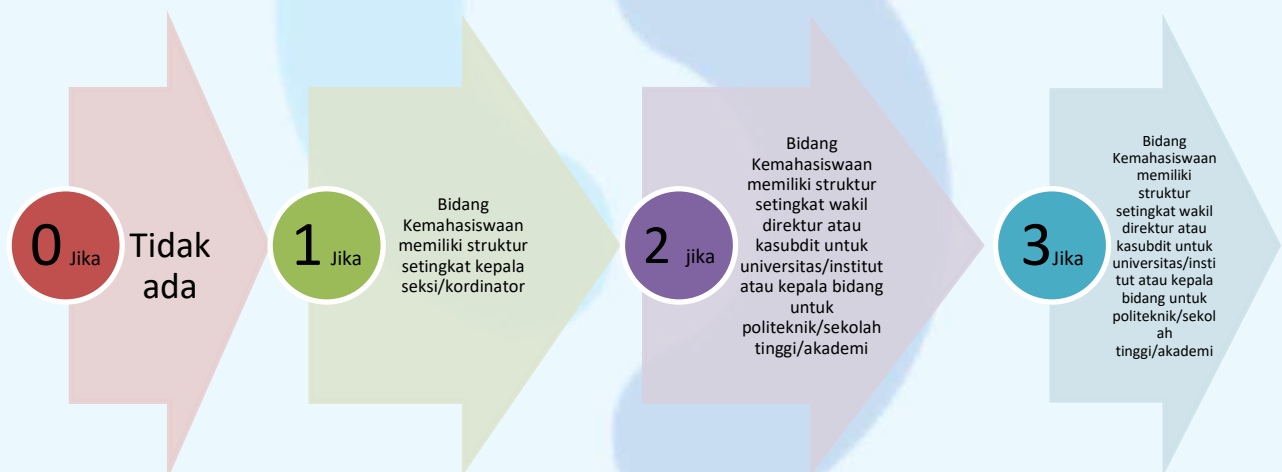 0 Jika
Tidak
ada
1 Jika
Bidang
Kemahasiswaan
memiliki struktur
setingkat kepala
seksi/kordinator
2 jika
Bidang
Kemahasiswaan
memiliki struktur
setingkat wakil
direktur atau
kasubdit untuk
universitas/institut
atau kepala bidang
untuk
politeknik/sekolah
tinggi/akademi
3 Jika
Bidang
Kemahasiswaan
memiliki
struktur
setingkat wakil
direktur atau
kasubdit untuk
universitas/insti
tut atau kepala
bidang untuk
politeknik/sekol
ah
tinggi/akademi